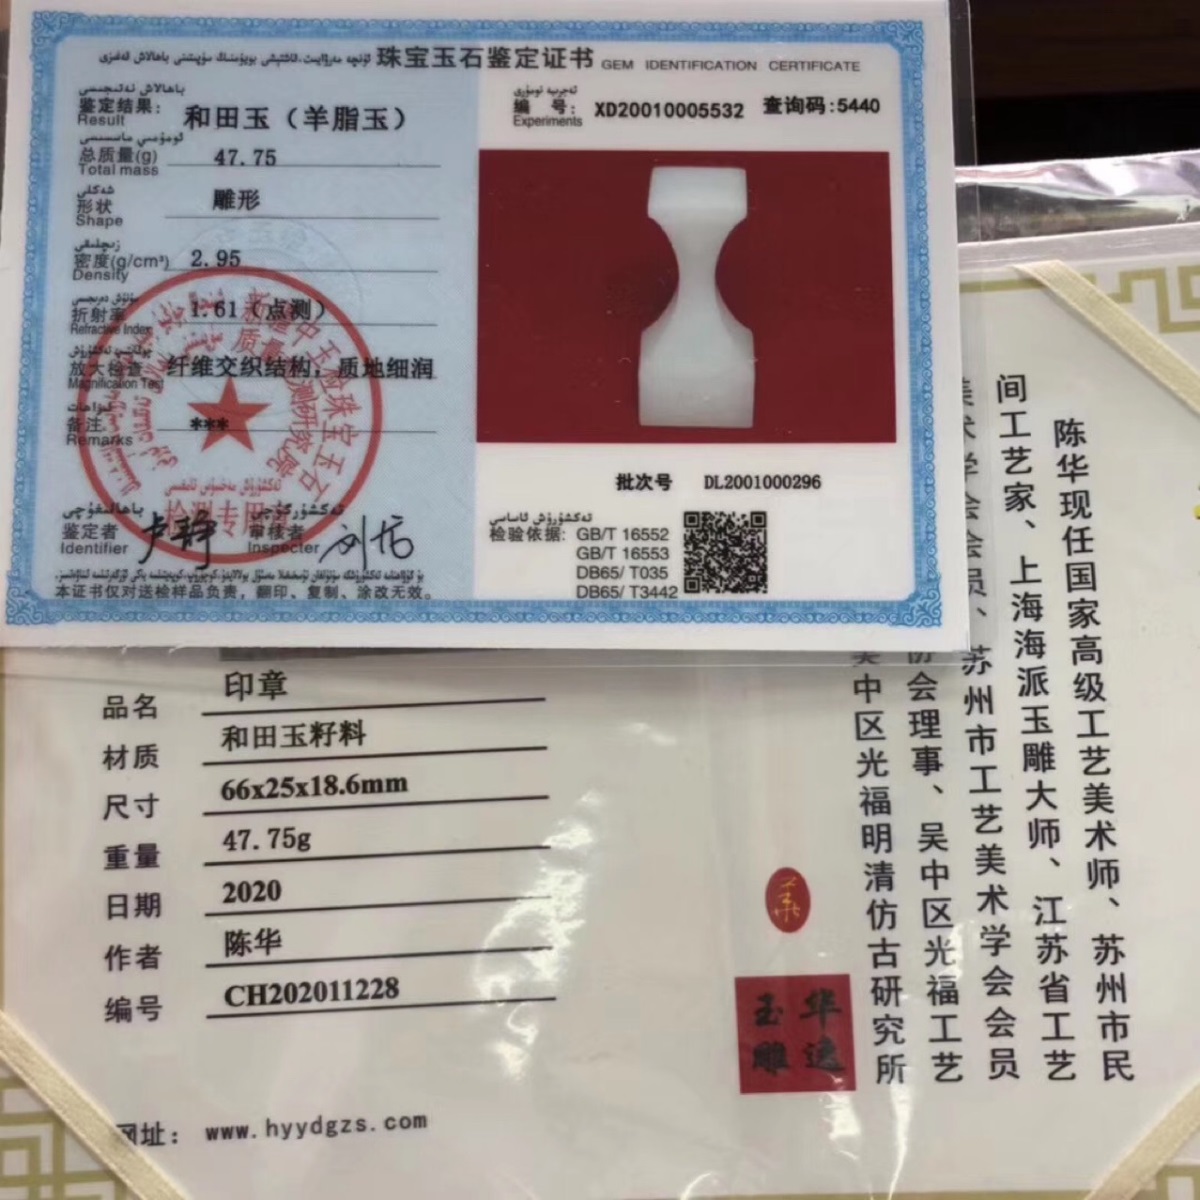 珠宝玉石鉴定证书 GEM IDENTIFICATION CERTIFICATE
鉴定结果: 和田玉（羊脂玉）
Result
总质量(g) 47.75
Total mass
形状 雕形
Shape
密度(g/cm³) 2.95
Density
折射率 1.61(点测)
Refractive Index
放大检查 纤维交织结构，质地细润
Magnification Test
备注 ***
Remarks
鉴定者
Identifier
审核者
Inspecter
检测专用
本证书仅对送检样品负责，翻印、复制、涂改无效。
编 号: XD20010005532 查询码:5440
Experiments
批次号 DL2001000296
检验依据: GB/T 16552
GB/T 16553
DB65/ T035
DB65/ T3442
品名 印章
材质 和田玉籽料
尺寸 66x25x18.6mm
重量 47.75g
日期 2020
作者 陈华
编号 CH202011228
网址： www.hyydgzs.com
陈华现任国家高级工艺美术师、苏州市民
间工艺家、上海海派玉雕大师、江苏省工艺
美术学会会员、苏州市工艺美术学会会员
协会理事、吴中区光福工艺
吴中区光福明清仿古研究所
华逸
玉雕